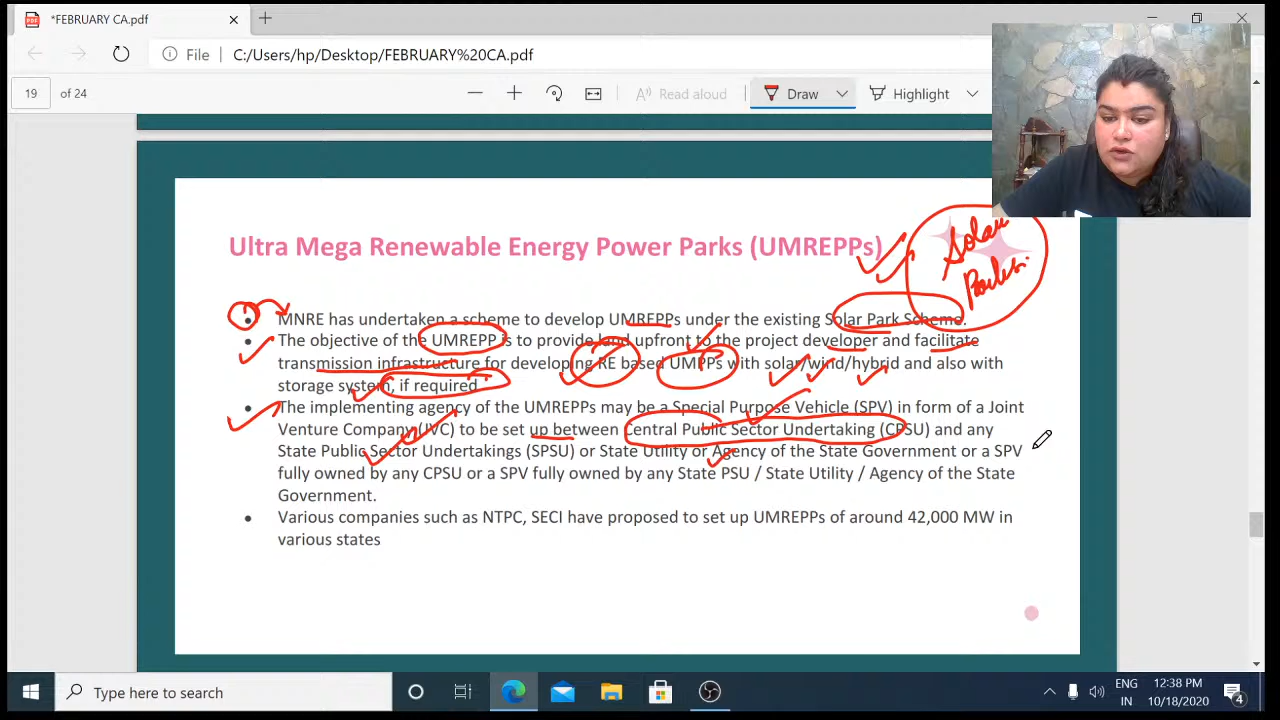 *FEBRUARY CA.pdf
File C:/Users/hp/Desktop/FEBRUARY%20CA.pdf
19 of 24
Read aloud Draw Highlight
Ultra Mega Renewable Energy Power Parks (UMREPPs)
Solar
MNRE has undertaken a scheme to develop UMREPPs under the existing Solar Park Scheme.
The objective of the UMREPP is to provide land upfront to the project developer and facilitate
transmission infrastructure for developing RE based UMPPs with solar/wind/hybrid and also with
storage system, if required
The implementing agency of the UMREPPs may be a Special Purpose Vehicle (SPV) in form of a Joint
Venture Company (JVC) to be set up between Central Public Sector Undertaking (CPSU) and any
State Public Sector Undertakings (SPSU) or State Utility or Agency of the State Government or a SPV
fully owned by any CPSU or a SPV fully owned by any State PSU / State Utility / Agency of the State
Government.
Various companies such as NTPC, SECI have proposed to set up UMREPPs of around 42,000 MW in
various states
Type here to search
ENG
IN
12:38 PM
10/18/2020
4